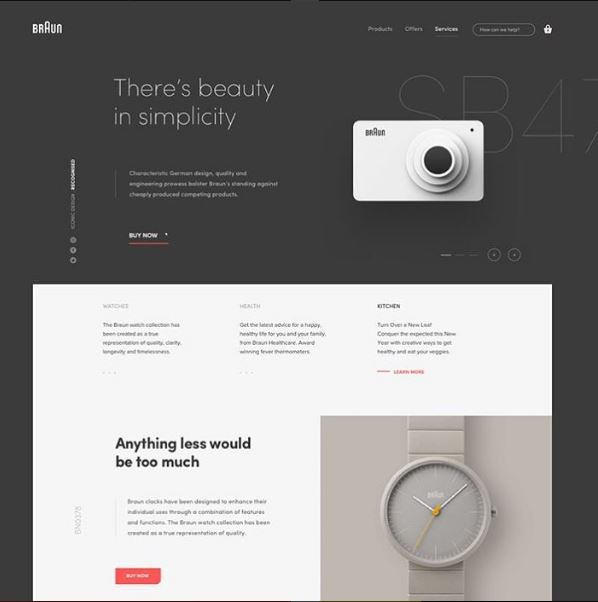 BRAUN
Products
Offers
Services
How can we help?
There's beauty
in simplicity
SB47
BRAUN
ICONIC DESIGN RECOGNISED
Characteristic German design, quality and
engineering prowess bolster Braun's standing against
cheaply produced competing products.
BUY NOW
WATCHES
The Braun watch collection has
been created as a true
representation of quality, clarity,
longevity and timelessness.
HEALTH
Get the latest advice for a happy,
healthy life for you and your family,
from Braun Healthcare. Award
winning fever thermometers.
KITCHEN
Turn Over a New Leaf
Conquer the expected this New
Year with creative ways to get
healthy and eat your veggies.
LEARN MORE
Anything less would
be too much
BN0378
Braun clocks have been designed to enhance their
individual uses through a combination of features
and functions. The Braun watch collection has been
created as a true representation of quality.
BUY NOW
BRAUN